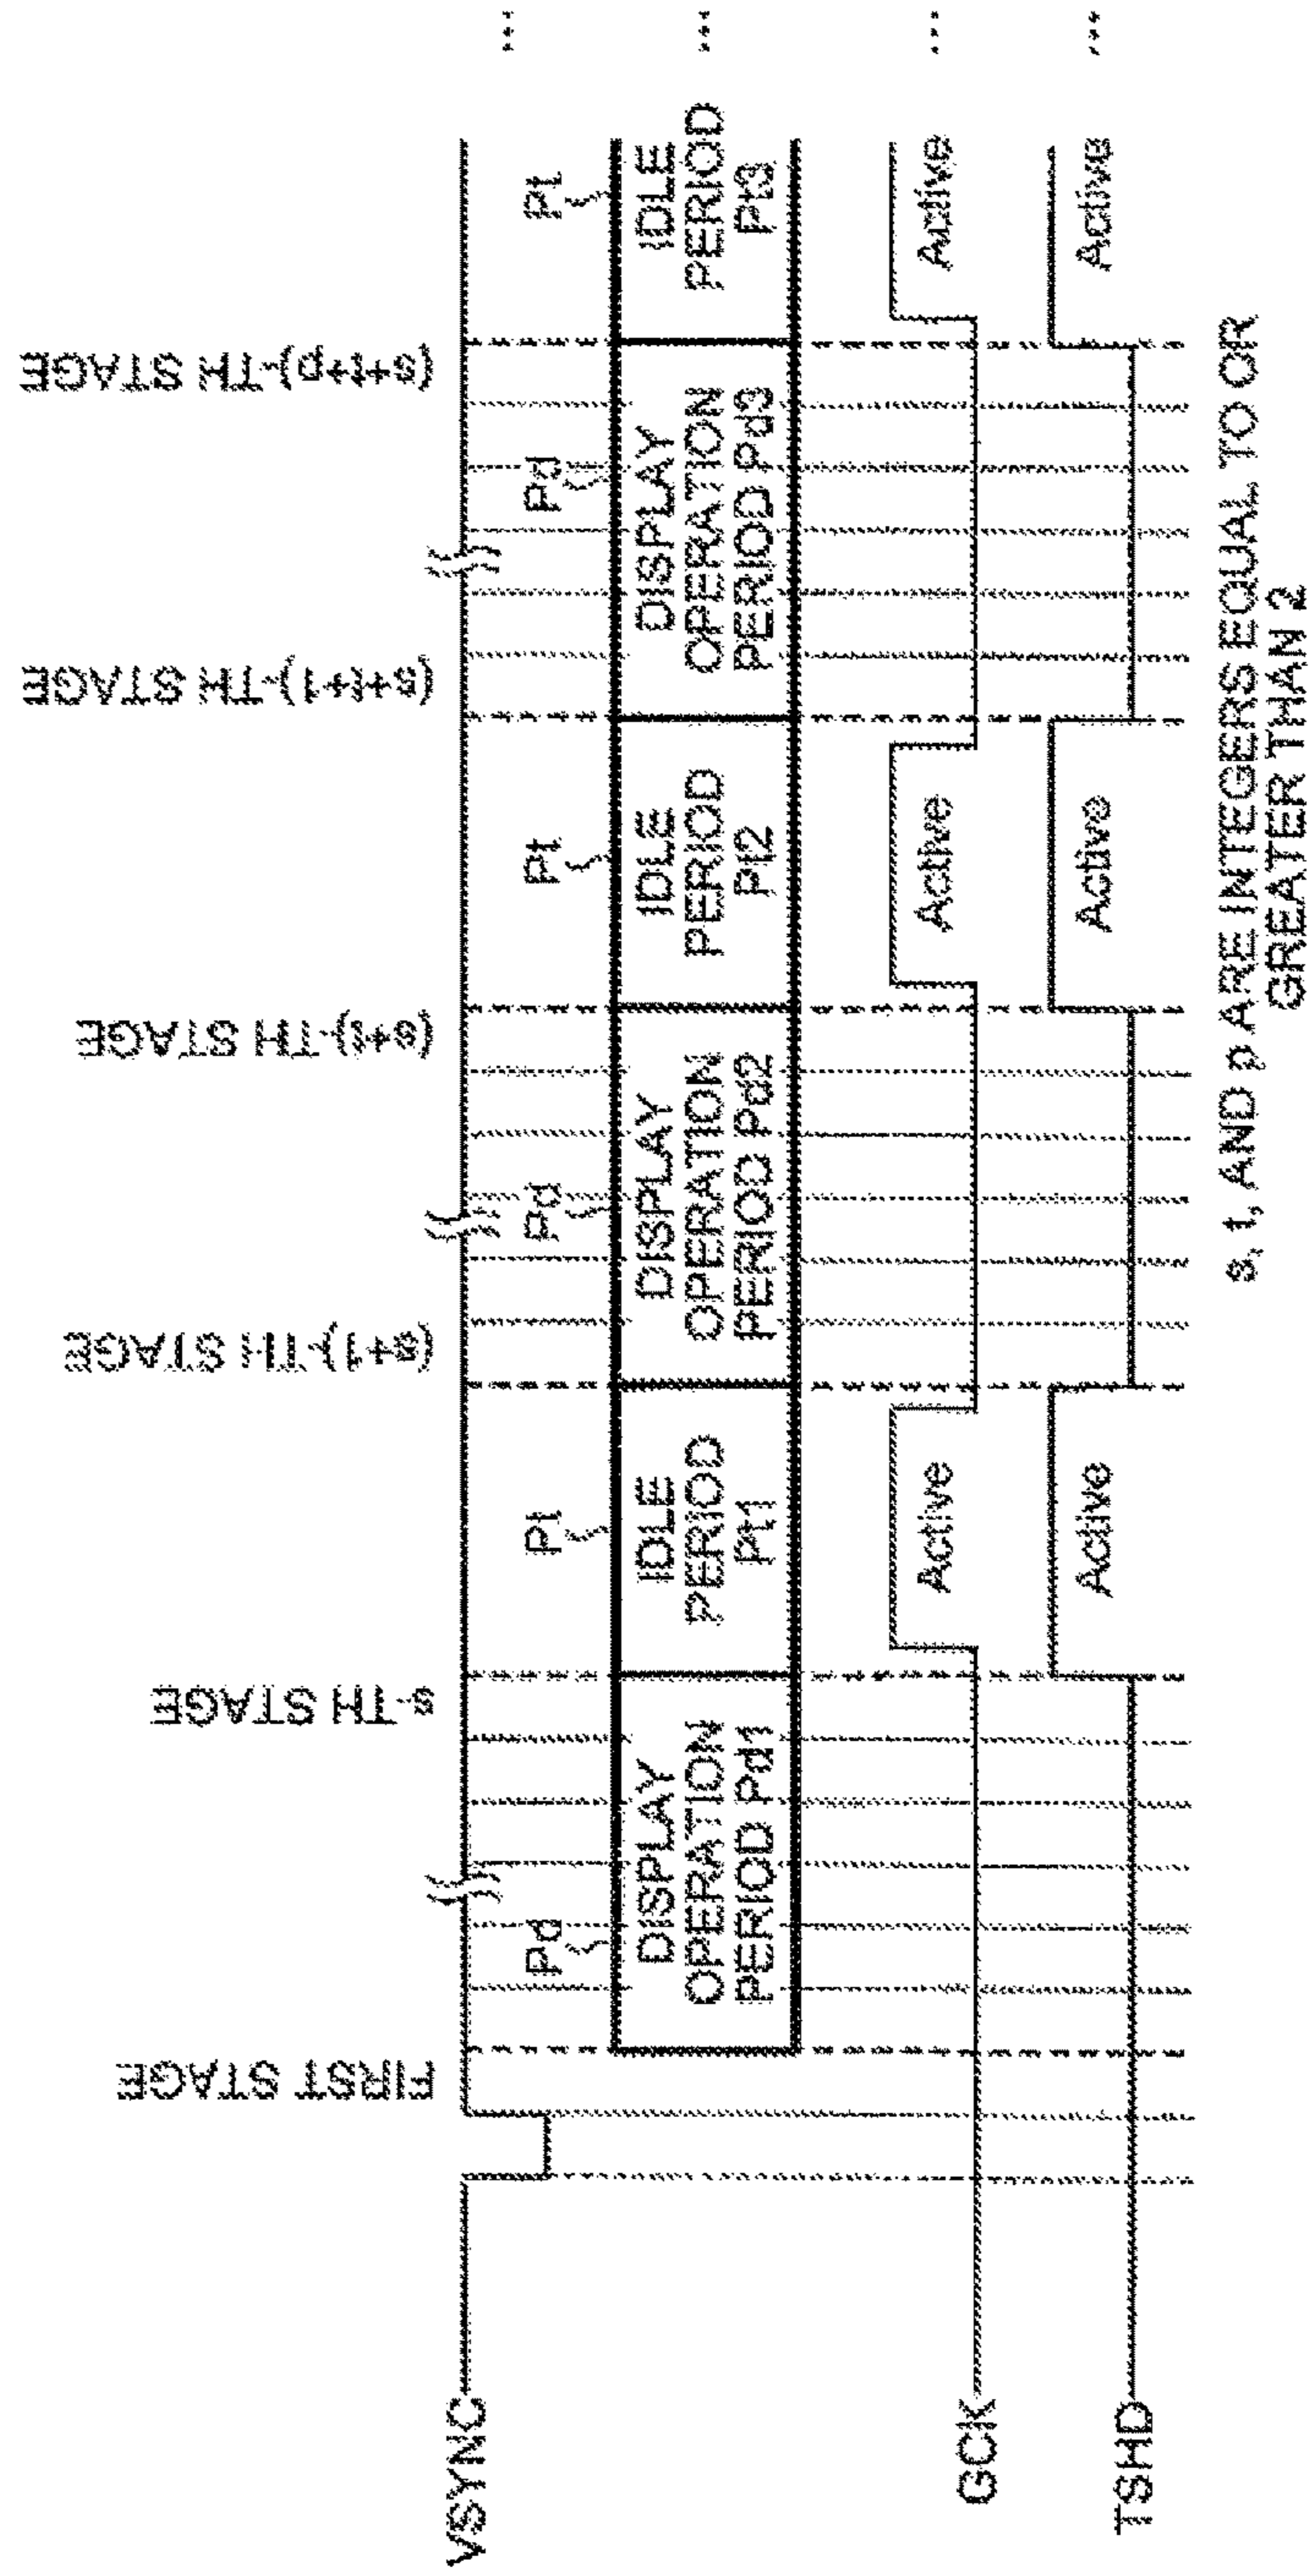 FIRST STAGE
s-TH STAGE
(s+1)-TH STAGE
(s+t)-TH STAGE
(s+t+1)-TH STAGE
(s+t+p)-TH STAGE
VSYNC
Pd
Pt
Pd
Pt
Pd
Pt
...
DISPLAY
OPERATION
PERIOD Pd1
IDLE
PERIOD
Pt1
DISPLAY
OPERATION
PERIOD Pd2
IDLE
PERIOD
Pt2
DISPLAY
OPERATION
PERIOD Pd3
IDLE
PERIOD
Pt3
...
GCK
Active
Active
Active
...
TSHD
Active
Active
Active
...
s, t, AND p ARE INTEGERS EQUAL TO OR
GREATER THAN 2